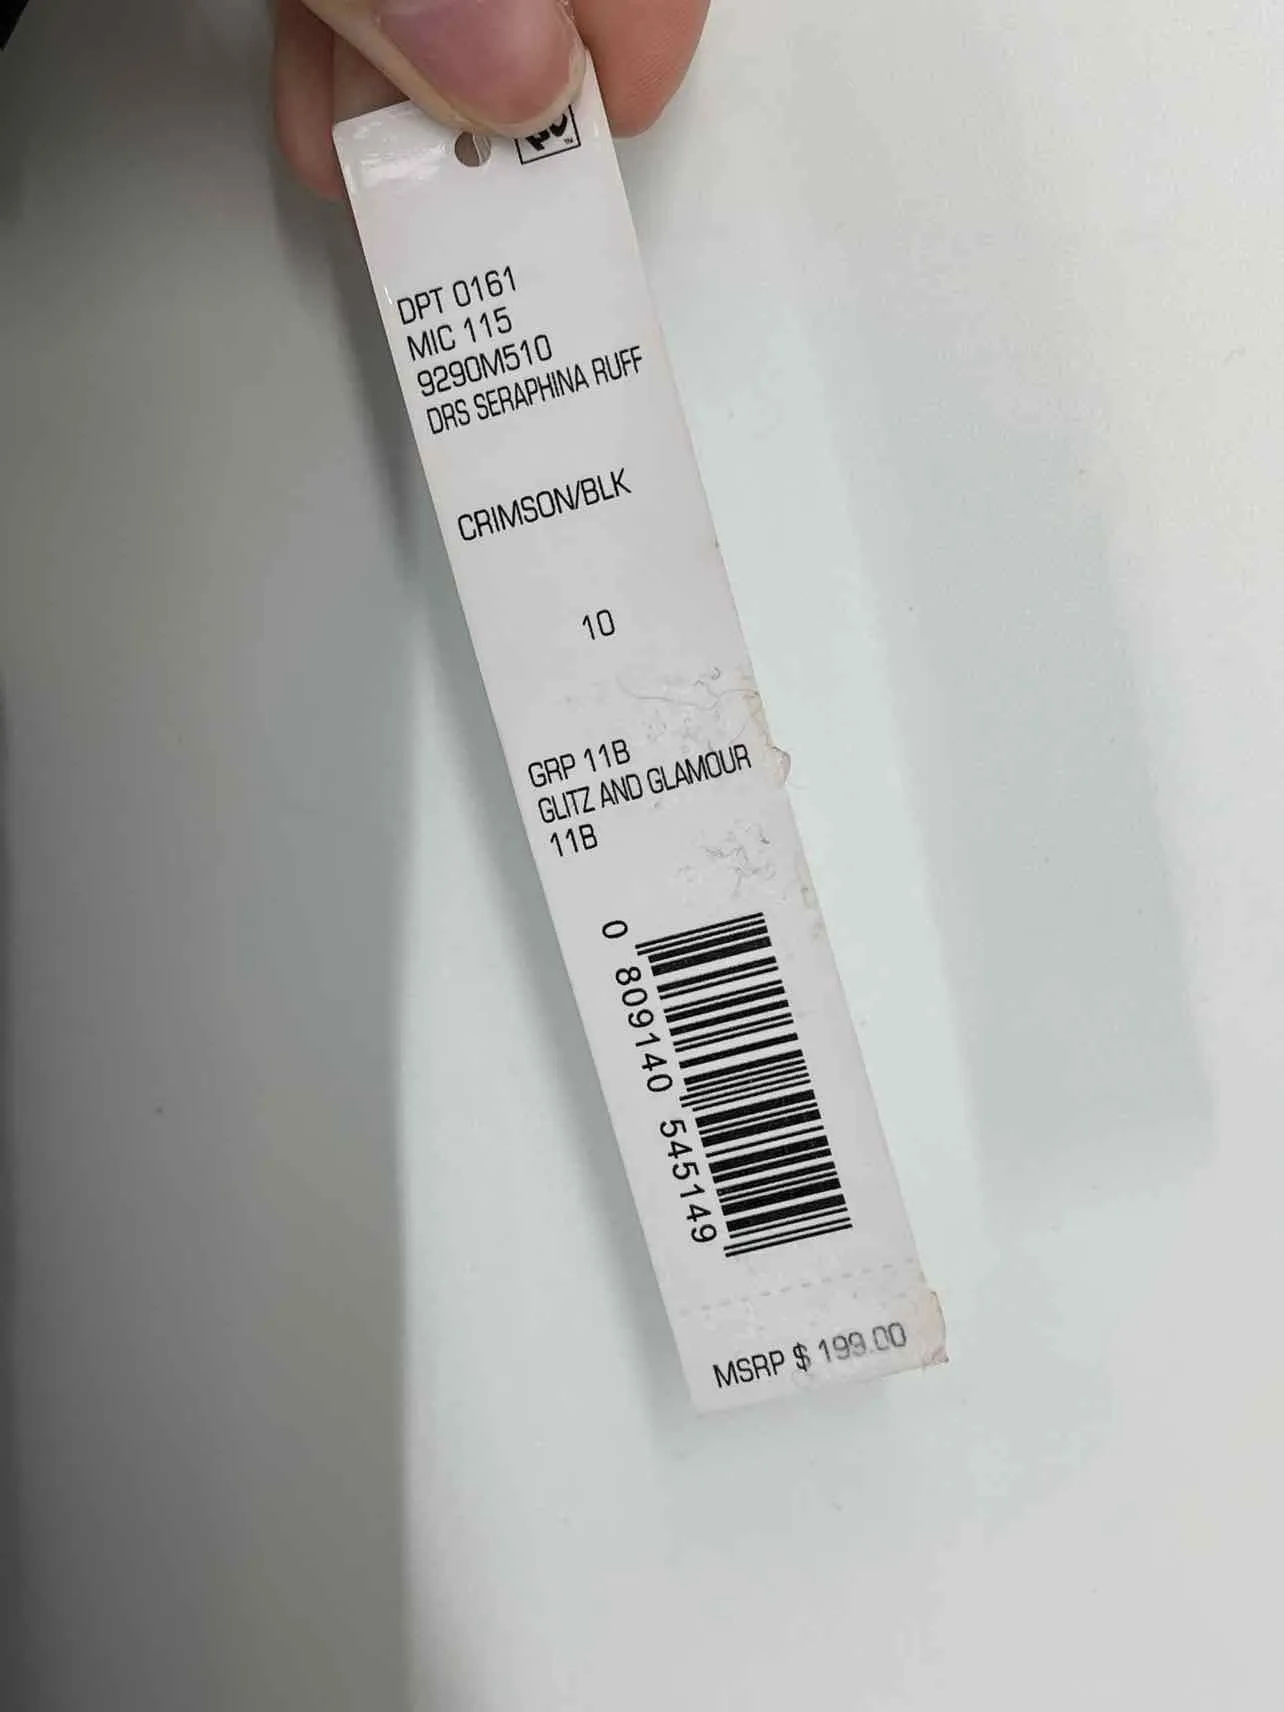 DPT 0161
MIC 115
9290M510
DRS SERAPHINA RUFF
CRIMSON/BLK
10
GRP 11B
GLITZ AND GLAMOUR
11B
0 809140 545149
MSRP $ 199.00